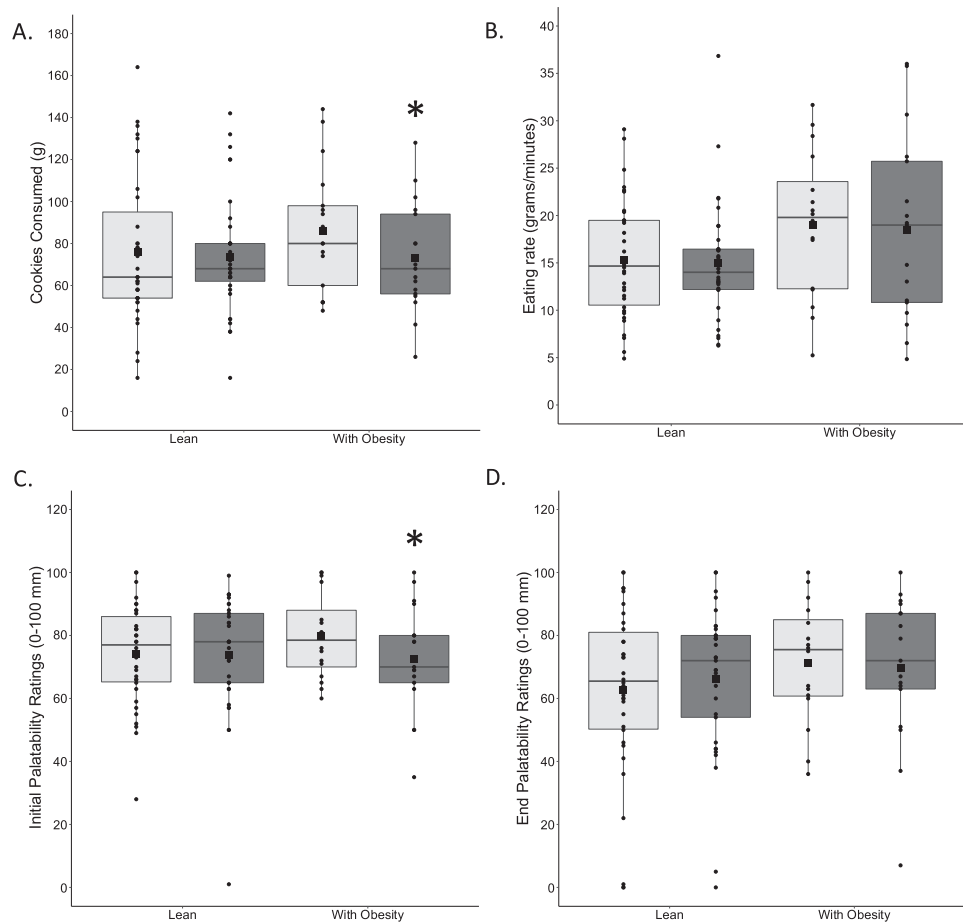 A.
Cookies Consumed (g)
180
160
140
120
100
80
60
40
20
0
*
Lean
With Obesity
B.
Eating rate (grams/minutes)
40
35
30
25
20
15
10
5
0
Lean
With Obesity
C.
Initial Palatability Ratings (0-100 mm)
120
100
80
60
40
20
0
*
Lean
With Obesity
D.
End Palatability Ratings (0-100 mm)
120
100
80
60
40
20
0
Lean
With Obesity